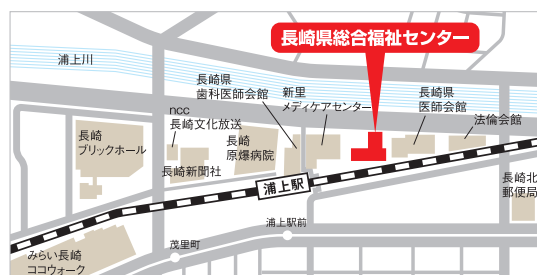 長崎県総合福祉センター
浦上川
長崎県
歯科医師会館
新里
メディケアセンター
長崎県
医師会館
法倫会館
ncc
長崎文化放送
長崎
ブリックホール
長崎
原爆病院
長崎新聞社
浦上駅
長崎北
郵便局
浦上駅前
茂里町
みらい長崎
ココウォーク